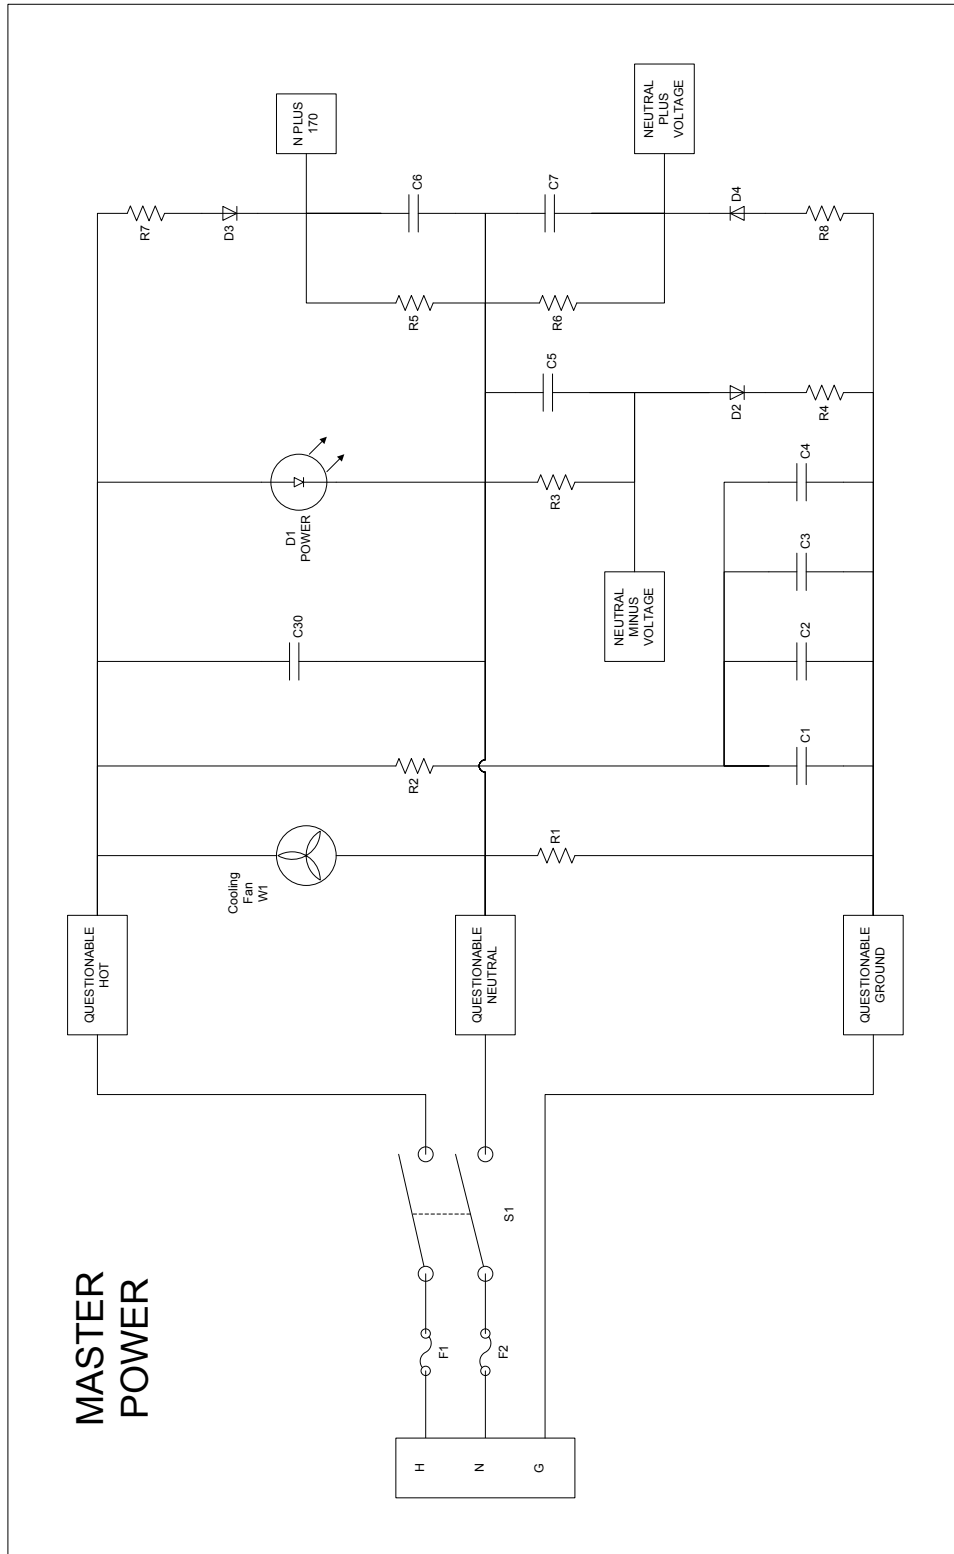 MASTER
POWER
H
N
G
F1
F2
S1
QUESTIONABLE
HOT
QUESTIONABLE
NEUTRAL
QUESTIONABLE
GROUND
Cooling
Fan
W1
R1
R2
C1
C30
C2
D1
POWER
R3
NEUTRAL
MINUS
VOLTAGE
C3
C4
C5
D2
R4
R5
R6
R7
D3
C6
C7
D4
R8
N PLUS
170
NEUTRAL
PLUS
VOLTAGE